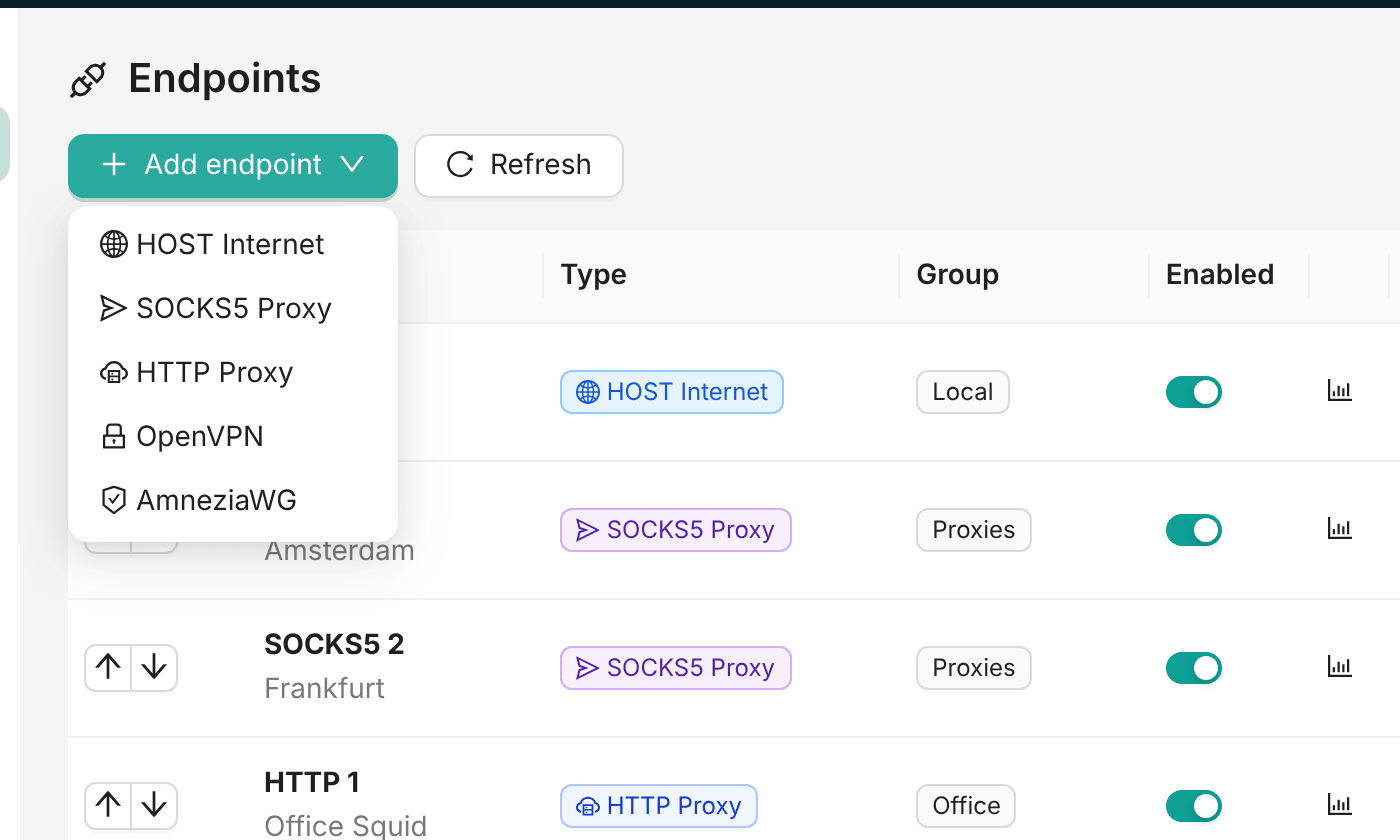 Endpoints
Add endpoint
Refresh
HOST Internet
SOCKS5 Proxy
HTTP Proxy
OpenVPN
AmneziaWG
Type
Group
Enabled
HOST Internet
Local
Amsterdam
SOCKS5 Proxy
Proxies
SOCKS5 2
Frankfurt
SOCKS5 Proxy
Proxies
HTTP 1
Office Squid
HTTP Proxy
Office